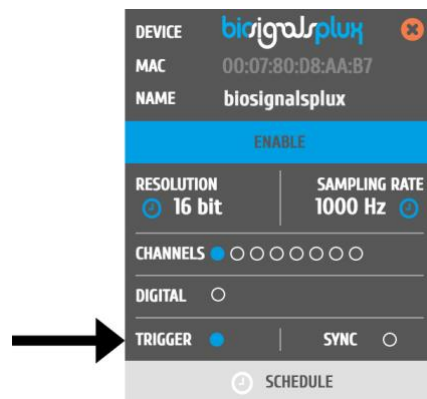 DEVICE biosignalsplux
MAC 00:07:80:D8:AA:B7
NAME biosignalsplux
ENABLE
RESOLUTION SAMPLING RATE
16 bit 1000 Hz
CHANNELS
DIGITAL
TRIGGER SYNC
SCHEDULE